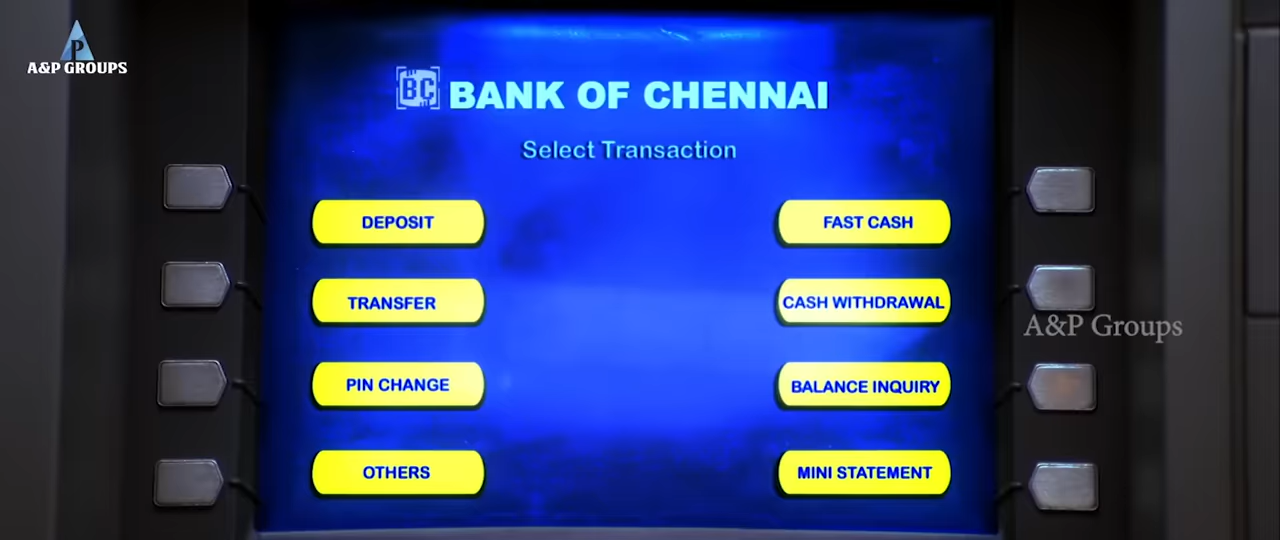 P
A&P GROUPS
BC BANK OF CHENNAI
Select Transaction
DEPOSIT
FAST CASH
TRANSFER
CASH WITHDRAWAL
A&P Groups
PIN CHANGE
BALANCE INQUIRY
OTHERS
MINI STATEMENT